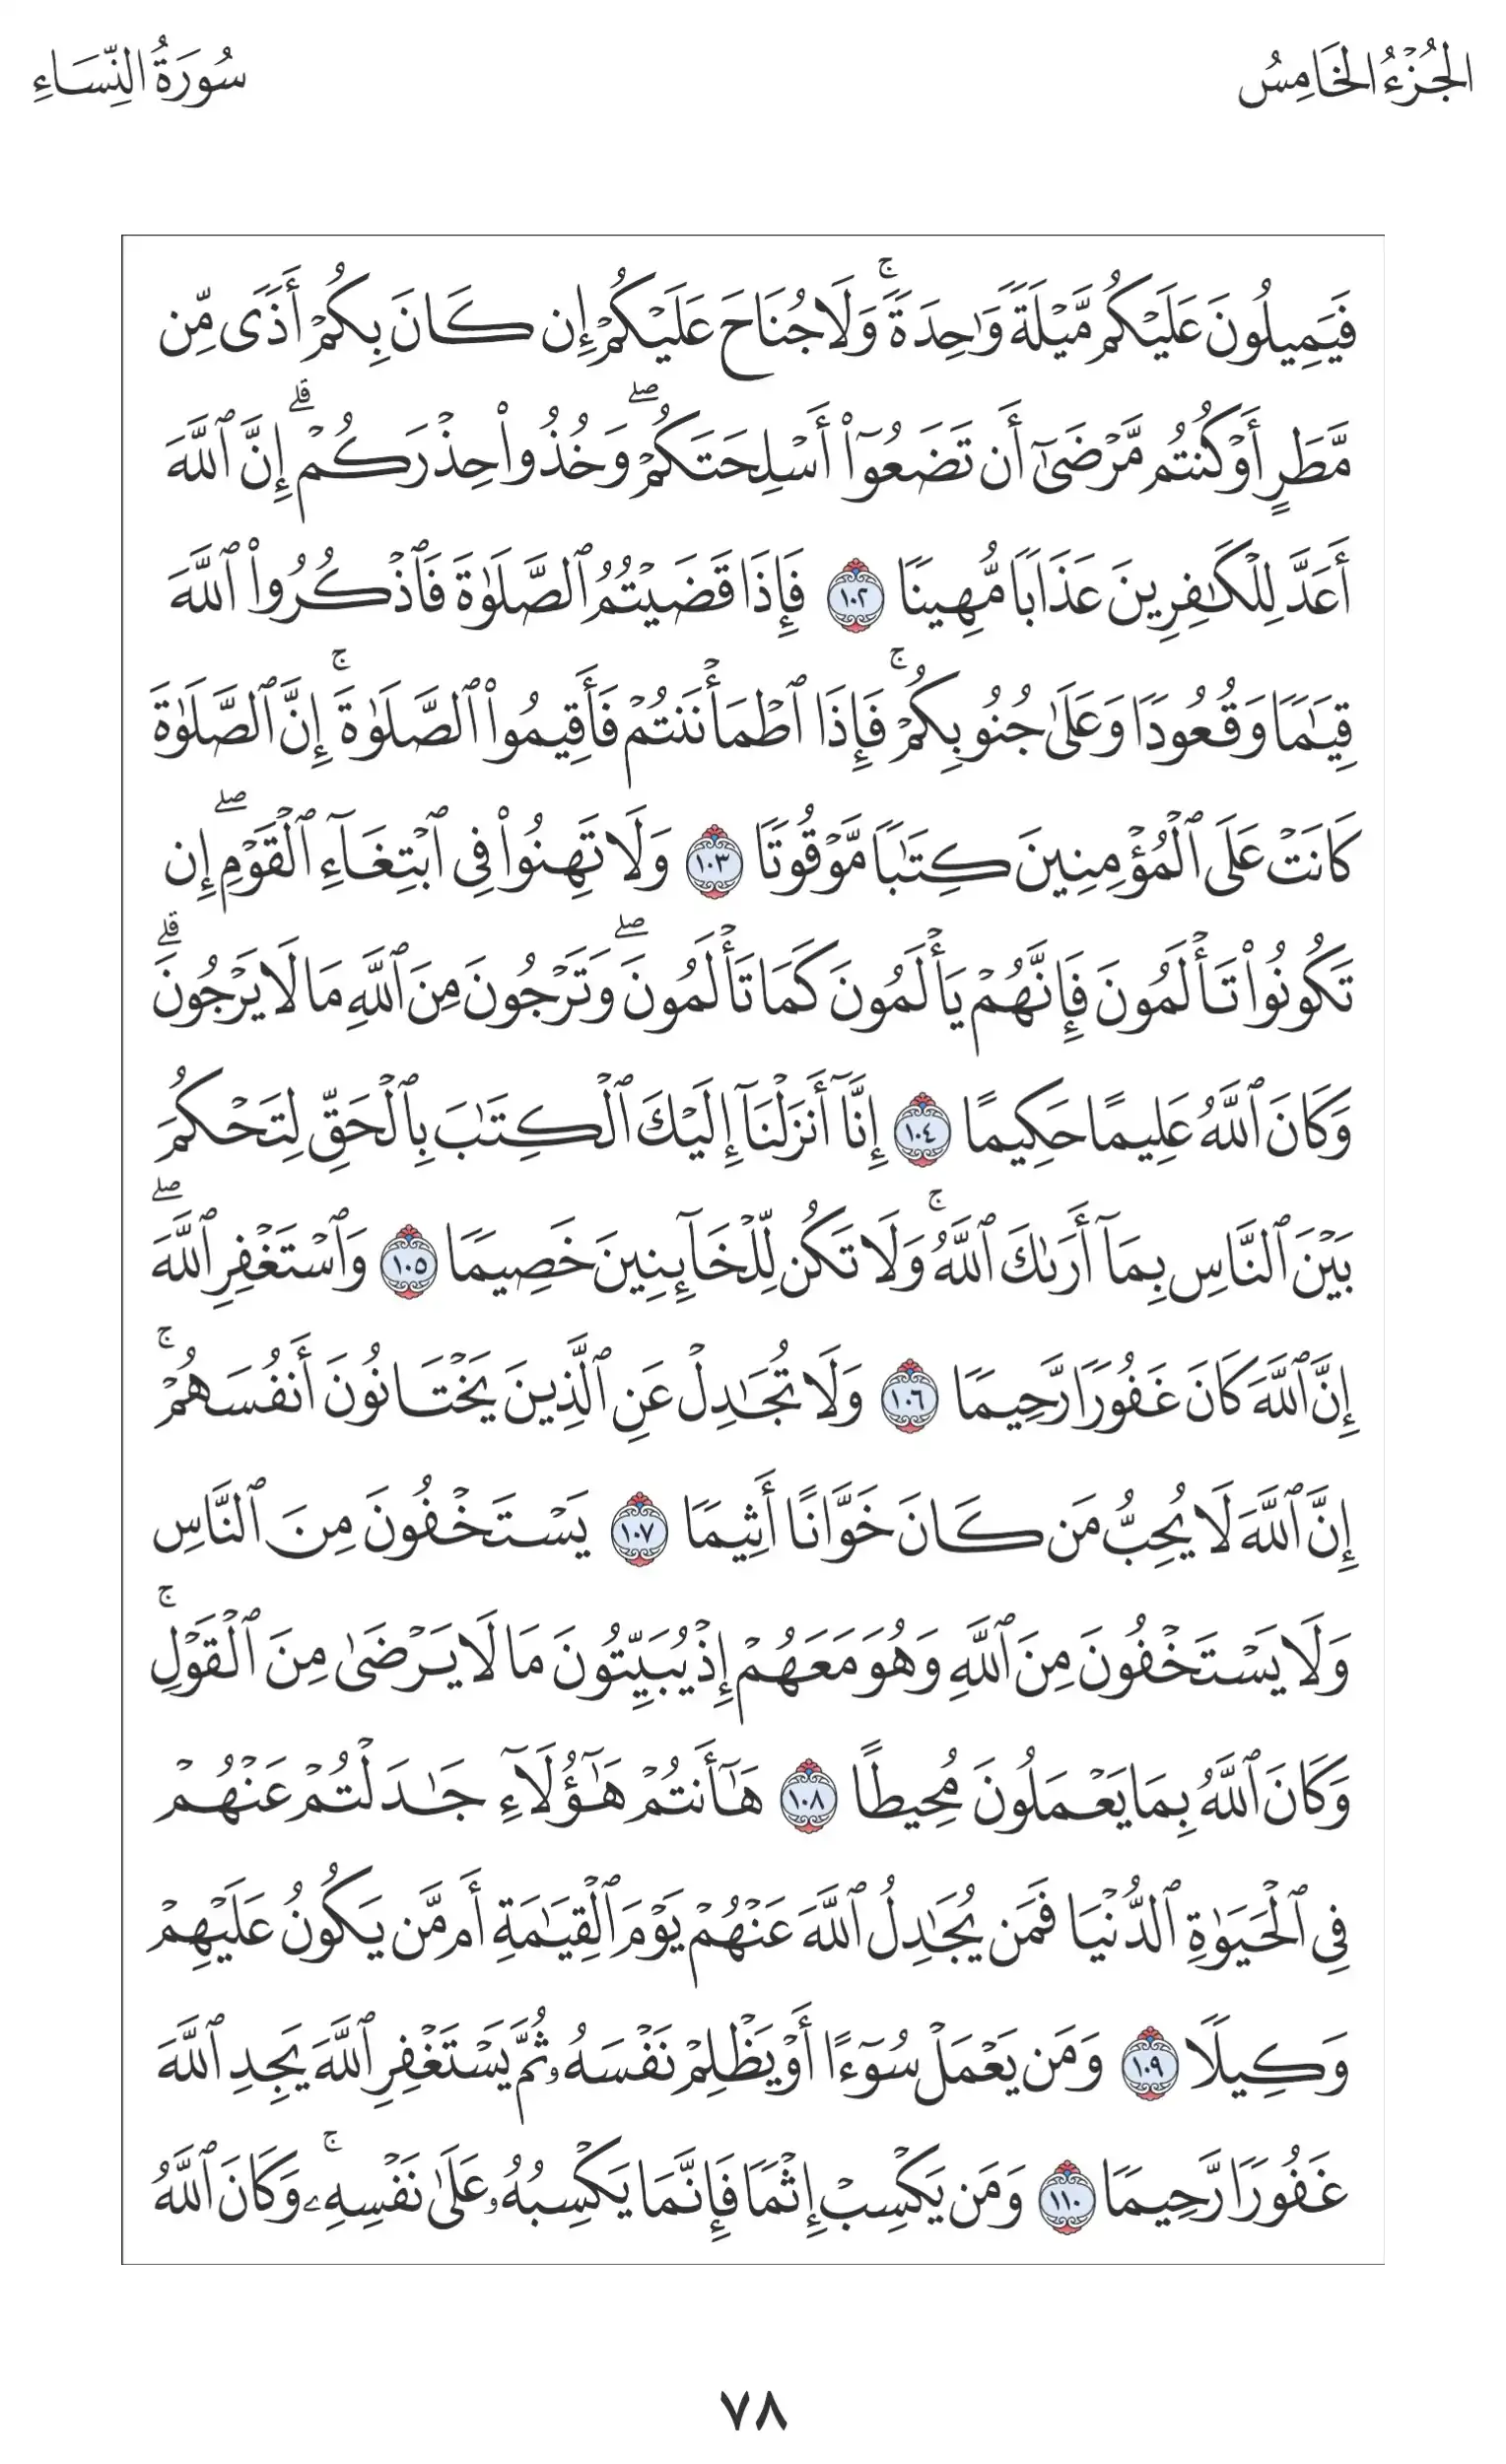 الجُزْءُ الخَامِسُ
سُورَةُ النِّسَاءِ
فَيَمِيلُونَ عَلَيْكُم مَّيْلَةً وَٰحِدَةً ۚ وَلَا جُنَاحَ عَلَيْكُمْ إِن كَانَ بِكُمْ أَذًى مِّن
مَّطَرٍ أَوْ كُنتُم مَّرْضَىٰٓ أَن تَضَعُوٓا۟ أَسْلِحَتَكُمْ ۖ وَخُذُوا۟ حِذْرَكُمْ ۗ إِنَّ ٱللَّهَ
أَعَدَّ لِلْكَٰفِرِينَ عَذَابًا مُّهِينًا ١٠٢ فَإِذَا قَضَيْتُمُ ٱلصَّلَوٰةَ فَٱذْكُرُوا۟ ٱللَّهَ
قِيَٰمًا وَقُعُودًا وَعَلَىٰ جُنُوبِكُمْ ۚ فَإِذَا ٱطْمَأْنَنتُمْ فَأَقِيمُوا۟ ٱلصَّلَوٰةَ ۚ إِنَّ ٱلصَّلَوٰةَ
كَانَتْ عَلَى ٱلْمُؤْمِنِينَ كِتَٰبًا مَّوْقُوتًا ١٠٣ وَلَا تَهِنُوا۟ فِى ٱبْتِغَآءِ ٱلْقَوْمِ ۖ إِن
تَكُونُوا۟ تَأْلَمُونَ فَإِنَّهُمْ يَأْلَمُونَ كَمَا تَأْلَمُونَ ۖ وَتَرْجُونَ مِنَ ٱللَّهِ مَا لَا يَرْجُونَ ۗ
وَكَانَ ٱللَّهُ عَلِيمًا حَكِيمًا ١٠٤ إِنَّآ أَنزَلْنَآ إِلَيْكَ ٱلْكِتَٰبَ بِٱلْحَقِّ لِتَحْكُمَ
بَيْنَ ٱلنَّاسِ بِمَآ أَرَىٰكَ ٱللَّهُ ۚ وَلَا تَكُن لِّلْخَآئِنِينَ خَصِيمًا ١٠٥ وَٱسْتَغْفِرِ ٱللَّهَ ۖ
إِنَّ ٱللَّهَ كَانَ غَفُورًا رَّحِيمًا ١٠٦ وَلَا تُجَٰدِلْ عَنِ ٱلَّذِينَ يَخْتَانُونَ أَنفُسَهُمْ ۚ
إِنَّ ٱللَّهَ لَا يُحِبُّ مَن كَانَ خَوَّانًا أَثِيمًا ١٠٧ يَسْتَخْفُونَ مِنَ ٱلنَّاسِ
وَلَا يَسْتَخْفُونَ مِنَ ٱللَّهِ وَهُوَ مَعَهُمْ إِذْ يُبَيِّتُونَ مَا لَا يَرْضَىٰ مِنَ ٱلْقَوْلِ ۚ
وَكَانَ ٱللَّهُ بِمَا يَعْمَلُونَ مُحِيطًا ١٠٨ هَٰٓأَنتُمْ هَٰٓؤُلَآءِ جَٰدَلْتُمْ عَنْهُمْ
فِى ٱلْحَيَوٰةِ ٱلدُّنْيَا فَمَن يُجَٰدِلُ ٱللَّهَ عَنْهُمْ يَوْمَ ٱلْقِيَٰمَةِ أَم مَّن يَكُونُ عَلَيْهِمْ
وَكِيلًا ١٠٩ وَمَن يَعْمَلْ سُوٓءًا أَوْ يَظْلِمْ نَفْسَهُۥ ثُمَّ يَسْتَغْفِرِ ٱللَّهَ يَجِدِ ٱللَّهَ
غَفُورًا رَّحِيمًا ١١٠ وَمَن يَكْسِبْ إِثْمًا فَإِنَّمَا يَكْسِبُهُۥ عَلَىٰ نَفْسِهِۦ ۚ وَكَانَ ٱللَّهُ
٧٨